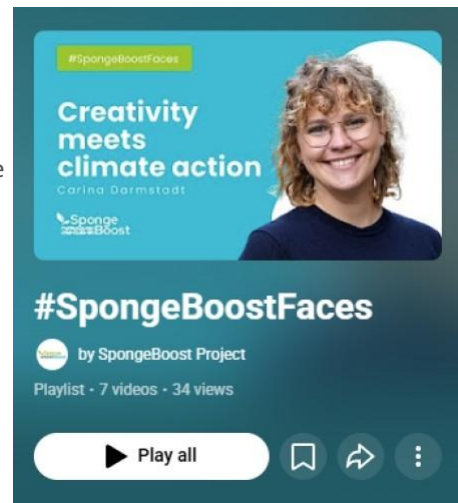 #SpongeBoostFaces
Creativity
meets
climate action
Carina Darmstadt
Sponge
Boost
e
#SpongeBoostFaces
by SpongeBoost Project
Playlist • 7 videos • 34 views
Play all